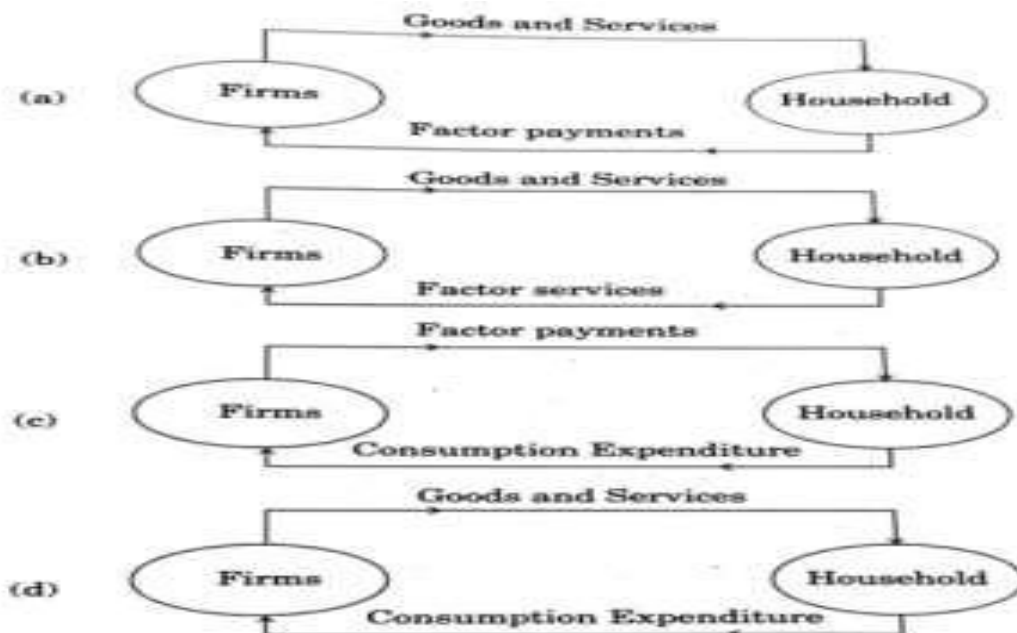 Goods and Services
(a) Firms Household
Factor payments
Goods and Services
(b) Firms Household
Factor services
Factor payments
(c) Firms Household
Consumption Expenditure
Goods and Services
(d) Firms Household
Consumption Expenditure